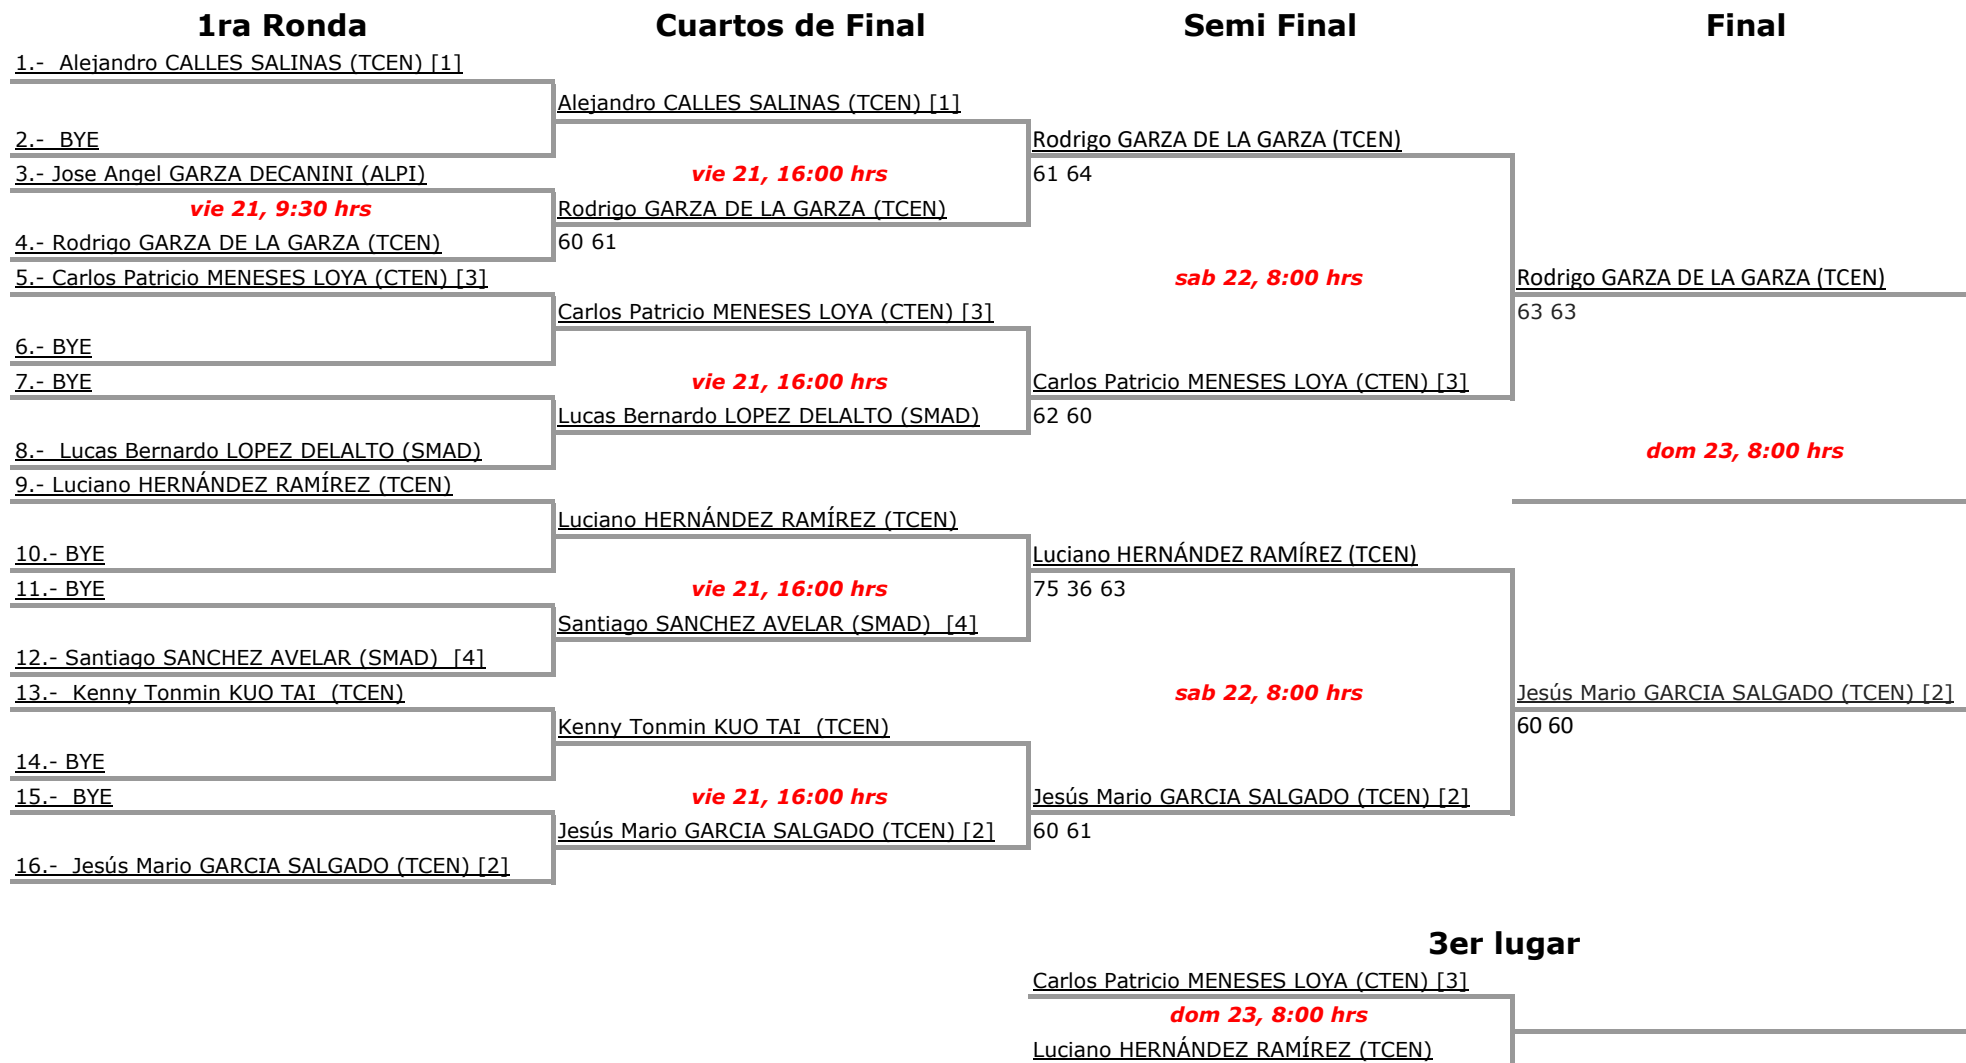 1ra Ronda
Cuartos de Final
Semi Final
Final
1.-  Alejandro CALLES SALINAS (TCEN) [1]
Alejandro CALLES SALINAS (TCEN) [1]
2.-  BYE
Rodrigo GARZA DE LA GARZA (TCEN)
3.- Jose Angel GARZA DECANINI (ALPI)
vie 21, 16:00 hrs
61 64
vie 21, 9:30 hrs
Rodrigo GARZA DE LA GARZA (TCEN)
4.- Rodrigo GARZA DE LA GARZA (TCEN)
60 61
5.- Carlos Patricio MENESES LOYA (CTEN) [3]
sab 22, 8:00 hrs
Rodrigo GARZA DE LA GARZA (TCEN)
Carlos Patricio MENESES LOYA (CTEN) [3]
63 63
6.- BYE
7.- BYE
vie 21, 16:00 hrs
Carlos Patricio MENESES LOYA (CTEN) [3]
Lucas Bernardo LOPEZ DELALTO (SMAD)
62 60
8.-  Lucas Bernardo LOPEZ DELALTO (SMAD)
dom 23, 8:00 hrs
9.- Luciano HERNÁNDEZ RAMÍREZ (TCEN)
Luciano HERNÁNDEZ RAMÍREZ (TCEN)
10.- BYE
Luciano HERNÁNDEZ RAMÍREZ (TCEN)
11.- BYE
vie 21, 16:00 hrs
75 36 63
Santiago SANCHEZ AVELAR (SMAD)  [4]
12.- Santiago SANCHEZ AVELAR (SMAD)  [4]
13.-  Kenny Tonmin KUO TAI  (TCEN)
sab 22, 8:00 hrs
Jesús Mario GARCIA SALGADO (TCEN) [2]
Kenny Tonmin KUO TAI  (TCEN)
60 60
14.- BYE
15.-  BYE
vie 21, 16:00 hrs
Jesús Mario GARCIA SALGADO (TCEN) [2]
Jesús Mario GARCIA SALGADO (TCEN) [2]
60 61
16.-  Jesús Mario GARCIA SALGADO (TCEN) [2]
3er lugar
Carlos Patricio MENESES LOYA (CTEN) [3]
dom 23, 8:00 hrs
Luciano HERNÁNDEZ RAMÍREZ (TCEN)